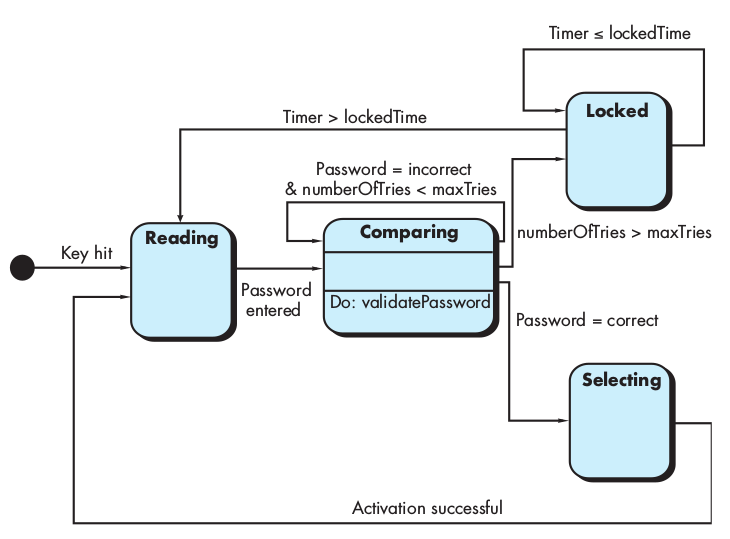 Timer ≤ lockedTime
Locked
Timer > lockedTime
Password = incorrect
& numberOfTries < maxTries
Reading
Comparing
numberOfTries > maxTries
Key hit
Password
entered
Do: validatePassword
Password = correct
Selecting
Activation successful